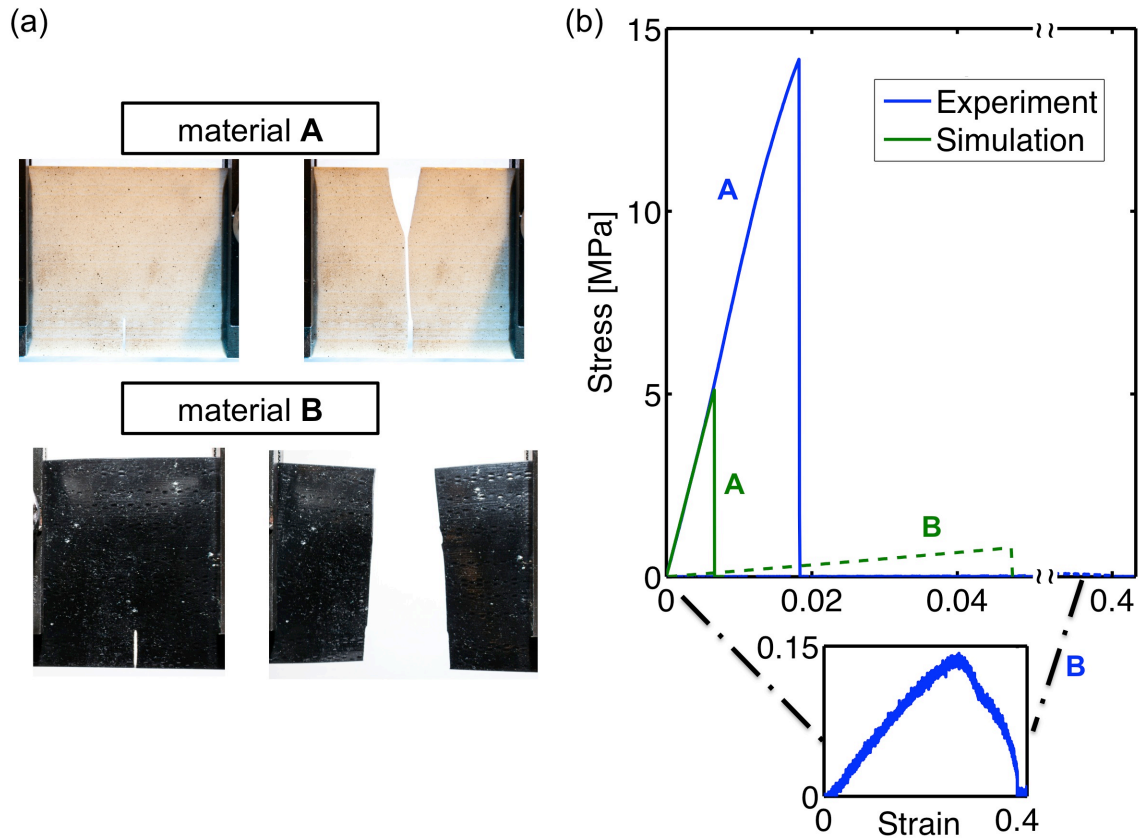 (a)
material A
material B
(b)
15
10
5
0
Stress [MPa]
Experiment
Simulation
A
A
B
0
0.02
0.04
0.4
B
0.15
0
0
0.4
Strain